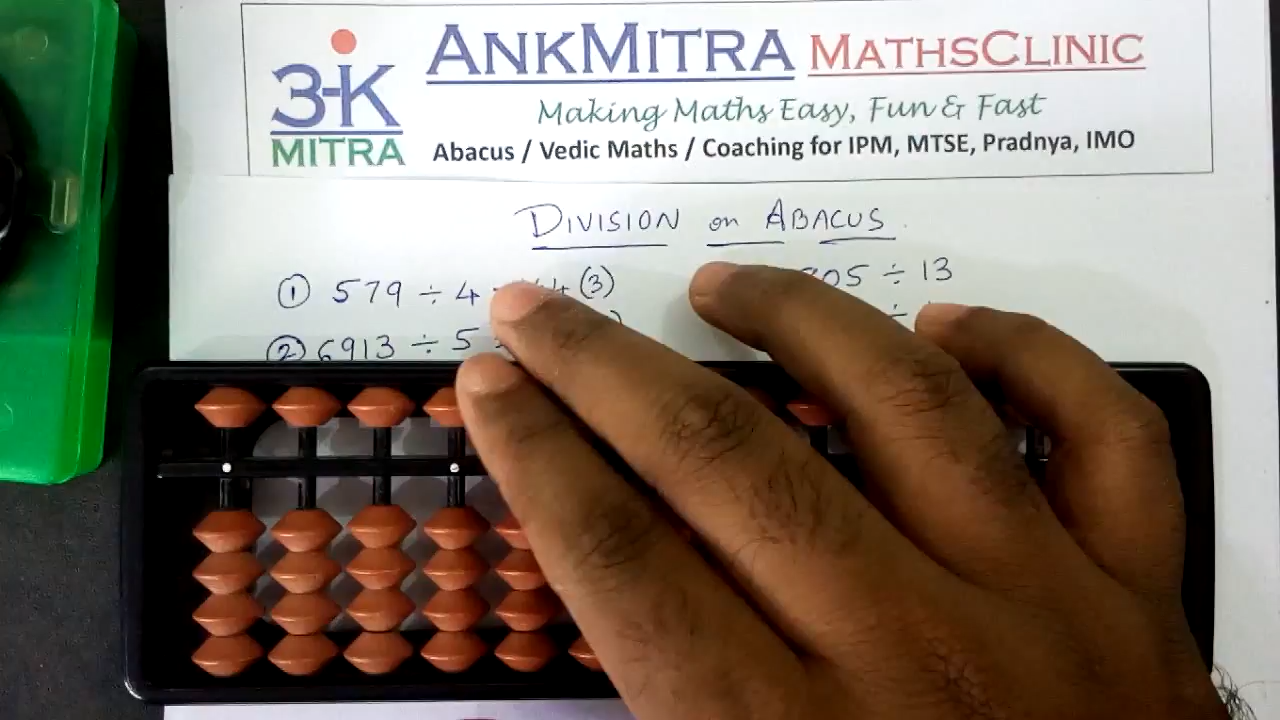 3-K
MITRA
ANKMITRA MATHSCLINIC
Making Maths Easy, Fun & Fast
Abacus / Vedic Maths / Coaching for IPM, MTSE, Pradnya, IMO
DIVISION on ABACUS
① 579 ÷ 4 4 (3)
05 ÷ 13
② 6913 ÷ 5
÷